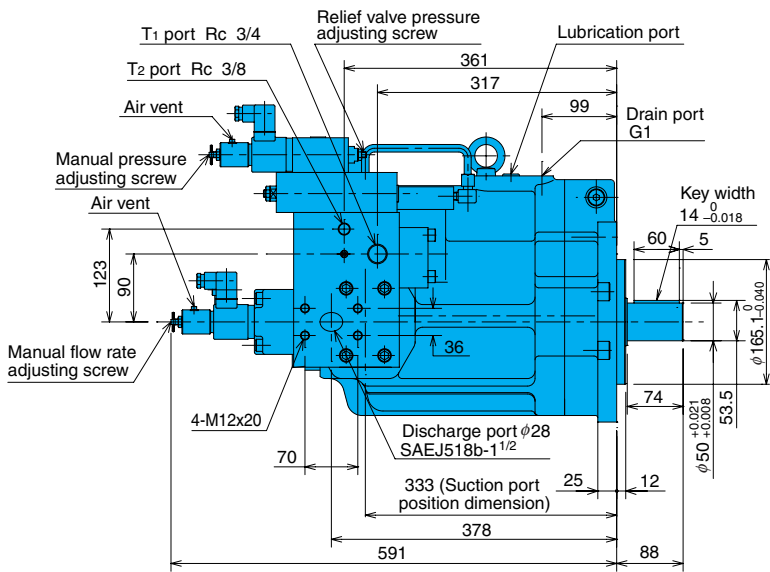 Relief valve pressure
adjusting screw
T1 port Rc 3/4
Lubrication port
T2 port Rc 3/8
361
317
Air vent
99
Drain port
G1
Manual pressure
adjusting screw
Key width
14 0 -0.018
Air vent
60
5
123
90
φ165.1 0 -0.040
Manual flow rate
adjusting screw
36
53.5
74
φ50 +0.021 +0.008
4-M12x20
Discharge port φ28
SAEJ518b-1 1/2
70
333 (Suction port
position dimension)
25
12
378
591
88